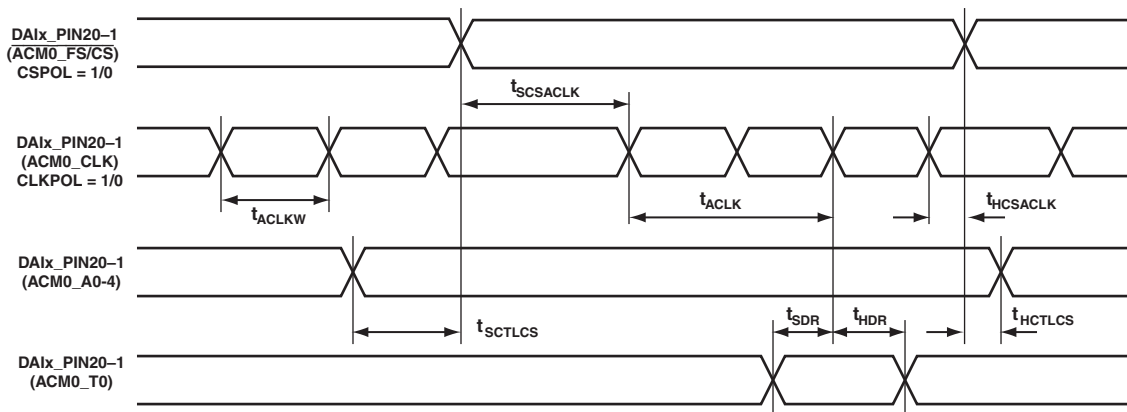 DAIx_PIN20–1
(ACM0_FS/CS)
CSPOL = 1/0
tSCSACLK
DAIx_PIN20–1
(ACM0_CLK)
CLKPOL = 1/0
tACLKW
tACLK
tHCSACLK
DAIx_PIN20–1
(ACM0_A0-4)
tSCTLCS
tSDR
tHDR
tHCTLCS
DAIx_PIN20–1
(ACM0_T0)